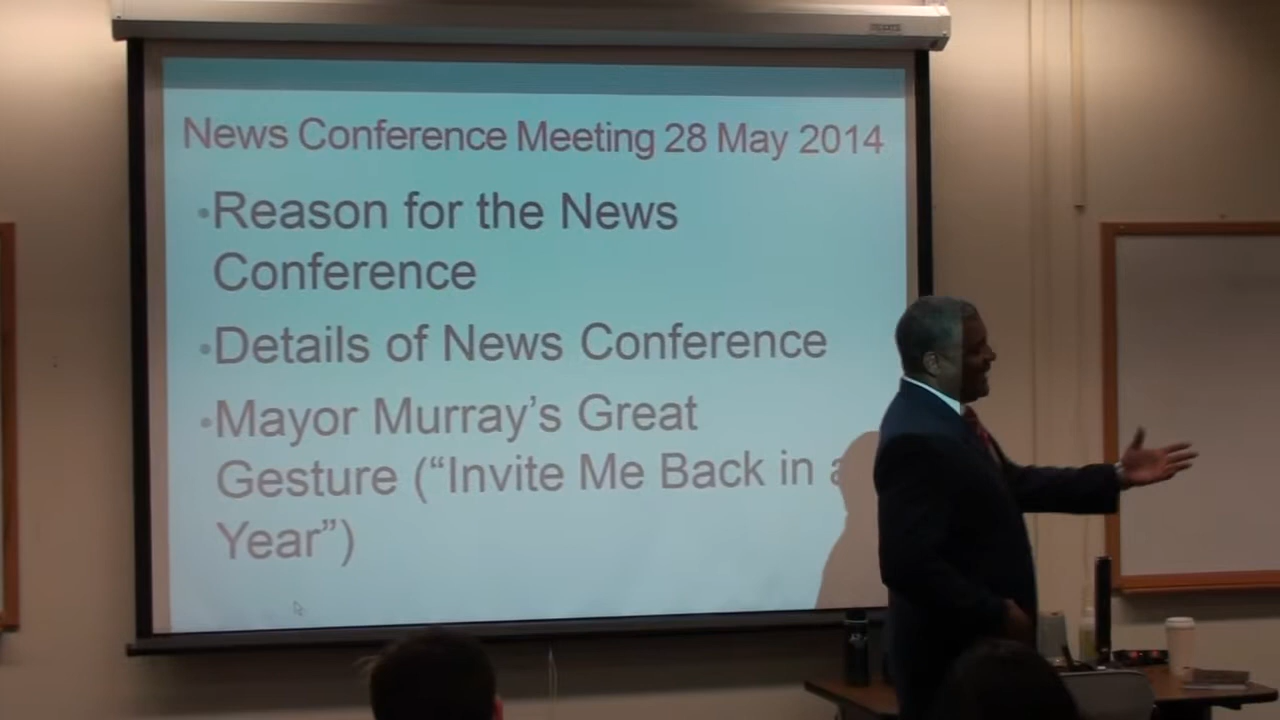 News Conference Meeting 28 May 2014
•Reason for the News
Conference
•Details of News Conference
•Mayor Murray's Great
Gesture ("Invite Me Back in a
Year")